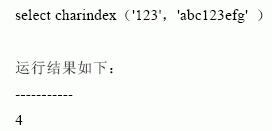 select charindex（'123'，'abc123efg' ）
运行结果如下：
-----------
4